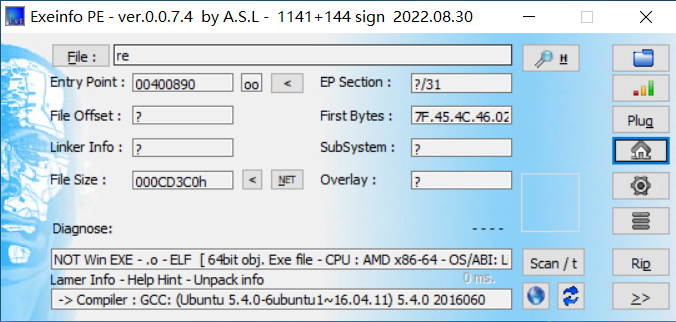 Exeinfo PE - ver.0.0.7.4 by A.S.L - 1141+144 sign 2022.08.30
File : re H
Entry Point : 00400890 oo < EP Section : ?/31
File Offset : ? First Bytes : 7F.45.4C.46.02 Plug
Linker Info : ? SubSystem : ?
File Size : 000CD3C0h < NET Overlay : ?
Diagnose: ----
NOT Win EXE - .o - ELF [ 64bit obj. Exe file - CPU : AMD x86-64 - OS/ABI: Scan / t Rip
Lamer Info - Help Hint - Unpack info 0 ms.
-> Compiler : GCC: (Ubuntu 5.4.0-6ubuntu1~16.04.11) 5.4.0 2016060 >>